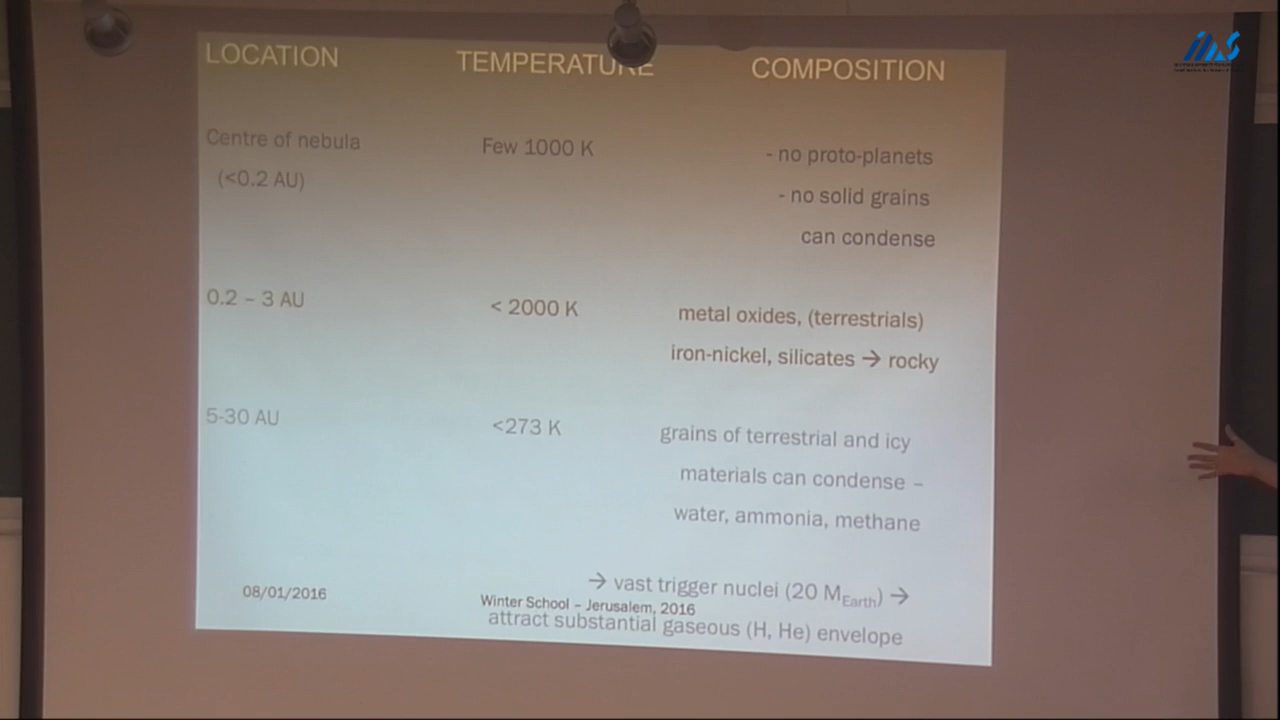 LOCATION TEMPERATURE COMPOSITION
Centre of nebula Few 1000 K - no proto-planets
(<0.2 AU) - no solid grains
can condense
0.2 – 3 AU < 2000 K metal oxides, (terrestrials)
iron-nickel, silicates → rocky
5-30 AU <273 K grains of terrestrial and icy
materials can condense –
water, ammonia, methane
→ vast trigger nuclei (20 MEarth) →
08/01/2016 Winter School – Jerusalem, 2016
attract substantial gaseous (H, He) envelope